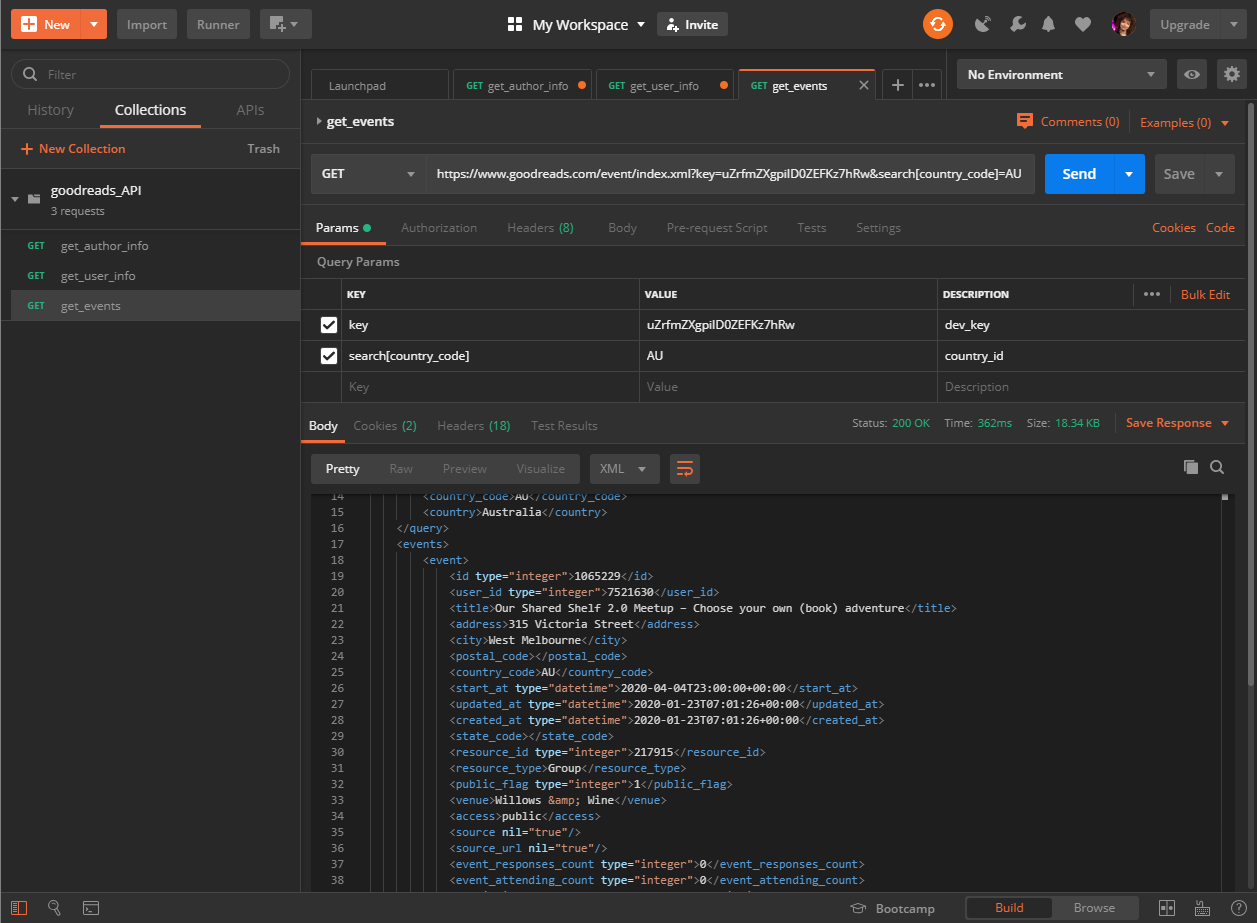 New
Import
Runner
My Workspace
Invite
Upgrade
Filter
History
Collections
APIs
New Collection
Trash
goodreads_API
3 requests
GET get_author_info
GET get_user_info
GET get_events
Launchpad
GET get_author_info
GET get_user_info
GET get_events
No Environment
get_events
Comments (0)
Examples (0)
GET
https://www.goodreads.com/event/index.xml?key=uZrfmZXgpiID0ZEFKz7hRw&search[country_code]=AU
Send
Save
Params
Authorization
Headers (8)
Body
Pre-request Script
Tests
Settings
Cookies
Code
Query Params
KEY VALUE DESCRIPTION
Bulk Edit
key uZrfmZXgpiID0ZEFKz7hRw dev_key
search[country_code] AU country_id
Key Value Description
Body
Cookies (2)
Headers (18)
Test Results
Status: 200 OK
Time: 362ms
Size: 18.34 KB
Save Response
Pretty
Raw
Preview
Visualize
XML
14 <country_code>AU</country_code>
15 <country>Australia</country>
16 </query>
17 <events>
18 <event>
19 <id type="integer">1065229</id>
20 <user_id type="integer">7521630</user_id>
21 <title>Our Shared Shelf 2.0 Meetup - Choose your own (book) adventure</title>
22 <address>315 Victoria Street</address>
23 <city>West Melbourne</city>
24 <postal_code></postal_code>
25 <country_code>AU</country_code>
26 <start_at type="datetime">2020-04-04T23:00:00+00:00</start_at>
27 <updated_at type="datetime">2020-01-23T07:01:26+00:00</updated_at>
28 <created_at type="datetime">2020-01-23T07:01:26+00:00</created_at>
29 <state_code></state_code>
30 <resource_id type="integer">217915</resource_id>
31 <resource_type>Group</resource_type>
32 <public_flag type="integer">1</public_flag>
33 <venue>Willows &amp; Wine</venue>
34 <access>public</access>
35 <source nil="true"/>
36 <source_url nil="true"/>
37 <event_responses_count type="integer">0</event_responses_count>
38 <event_attending_count type="integer">0</event_attending_count>
Bootcamp
Build
Browse